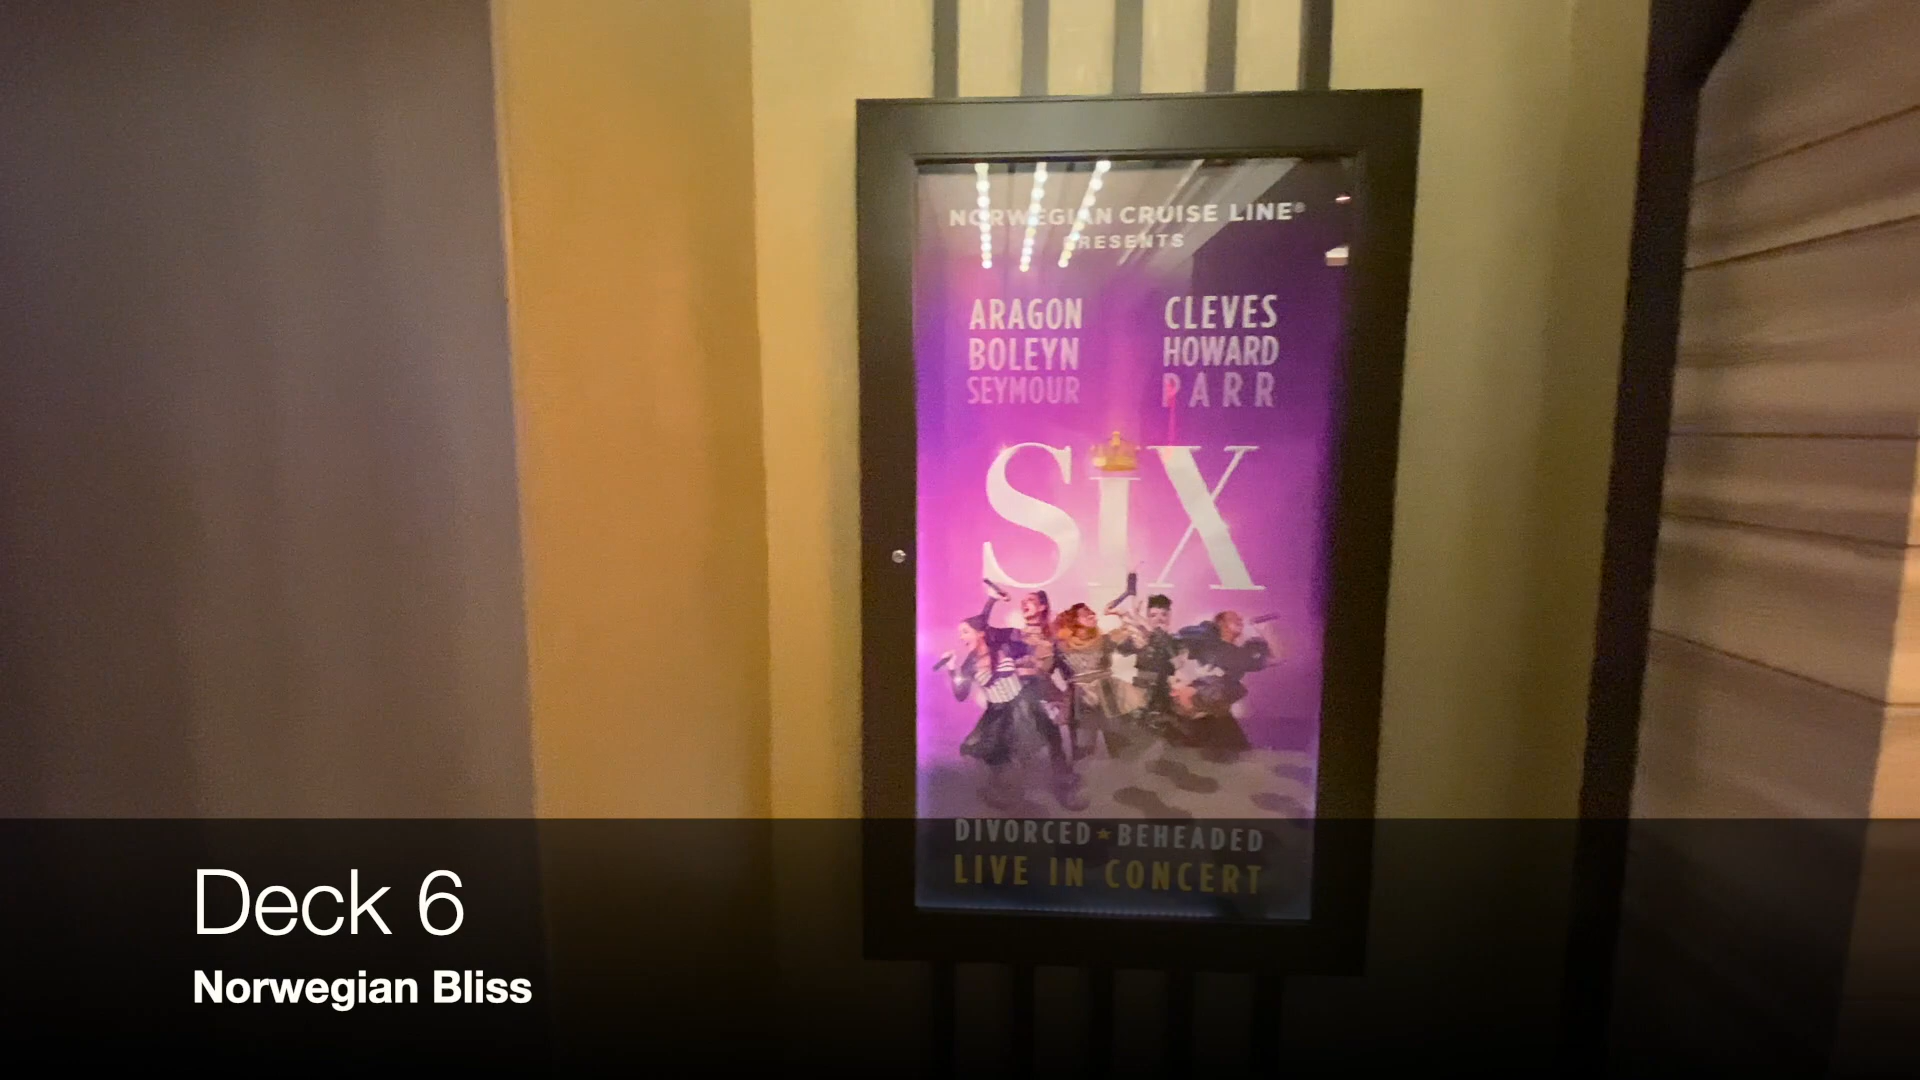 NORWEGIAN CRUISE LINE®
PRESENTS
ARAGON
BOLEYN
SEYMOUR
CLEVES
HOWARD
PARR
SIX
DIVORCED ★ BEHEADED
LIVE IN CONCERT
Deck 6
Norwegian Bliss